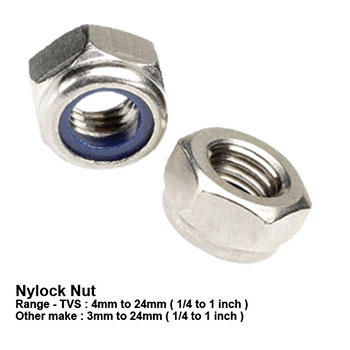 Nylock Nut
Range - TVS : 4mm to 24mm ( 1/4 to 1 inch )
Other make : 3mm to 24mm ( 1/4 to 1 inch )